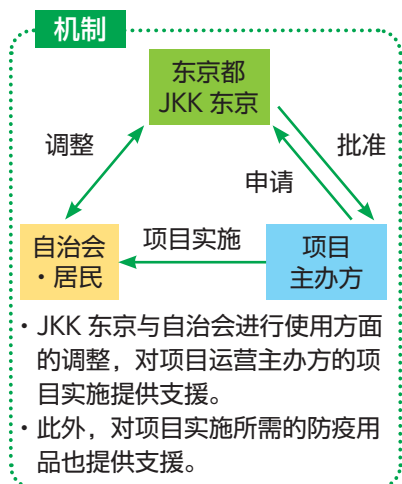 机制
东京都
JKK 东京
调整
批准
申请
自治会
・居民
项目实施
项目
主办方
・JKK 东京与自治会进行使用方面
的调整，对项目运营主办方的项
目实施提供支援。
・此外，对项目实施所需的防疫用
品也提供支援。